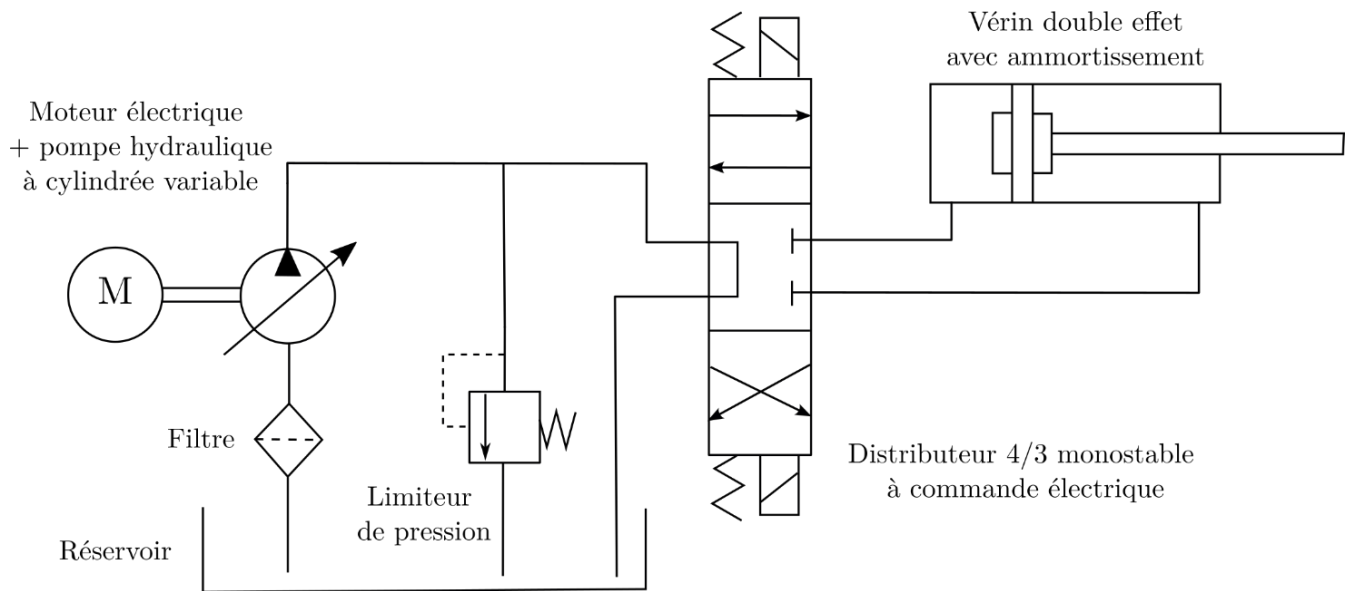 Vérin double effet
avec ammortissement
Moteur électrique
+ pompe hydraulique
à cylindrée variable
M
Filtre
Distributeur 4/3 monostable
à commande électrique
Limiteur
de pression
Réservoir